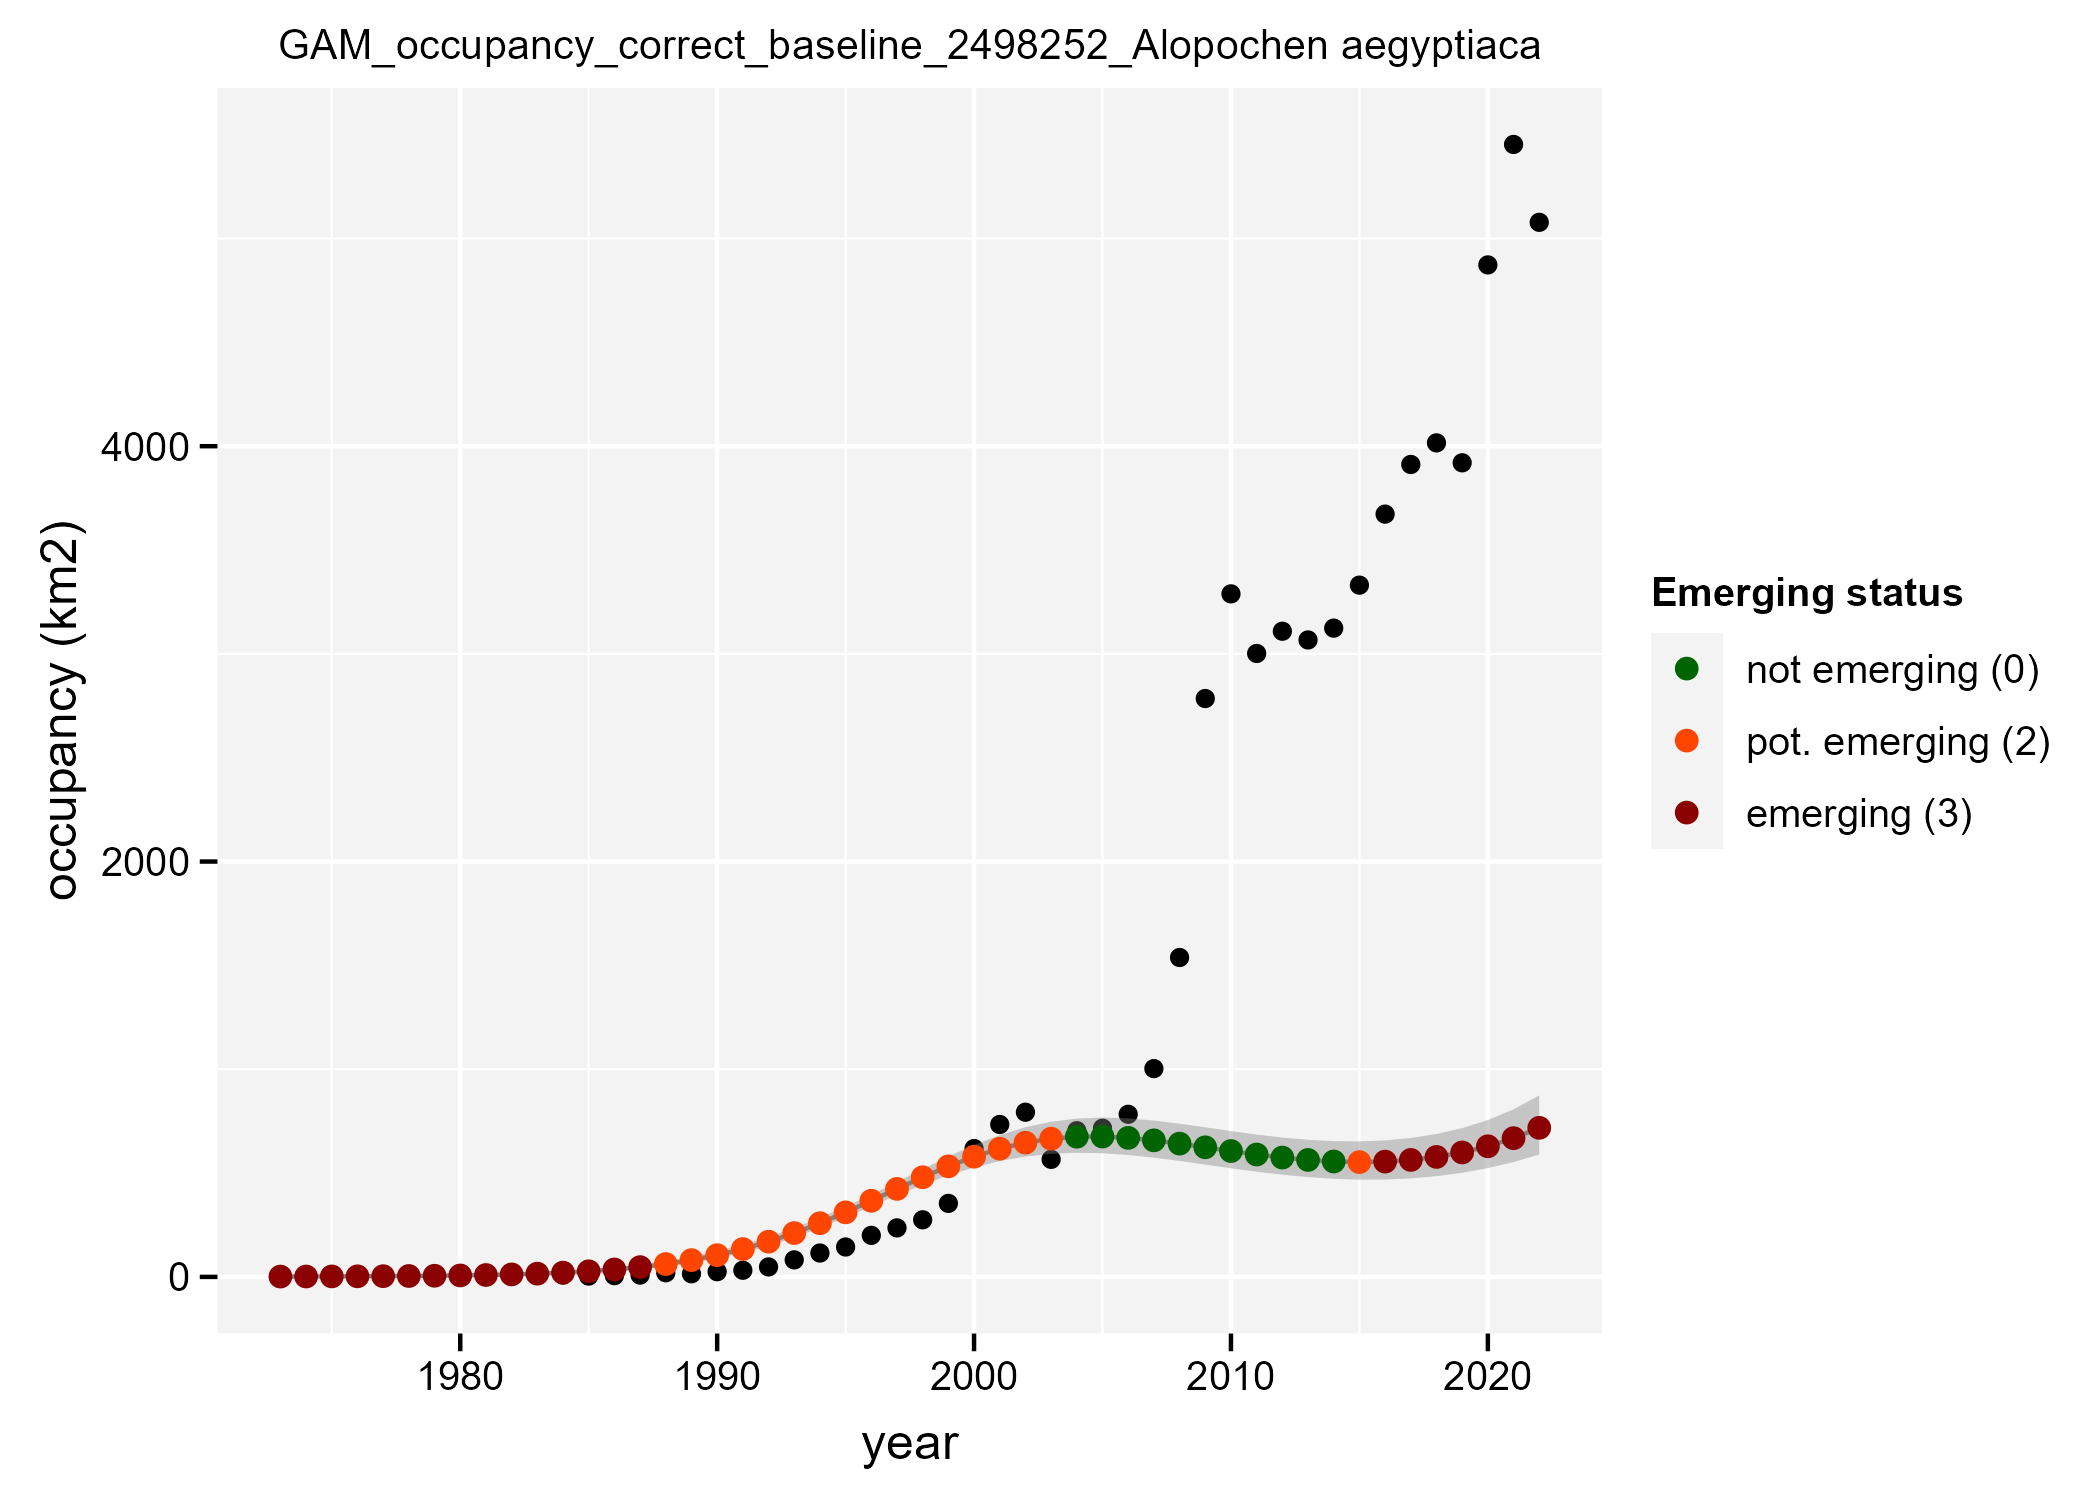 GAM_occupancy_correct_baseline_2498252_Alopochen aegyptiaca
occupancy (km2)
4000
2000
0
1980
1990
2000
2010
2020
year
Emerging status
not emerging (0)
pot. emerging (2)
emerging (3)